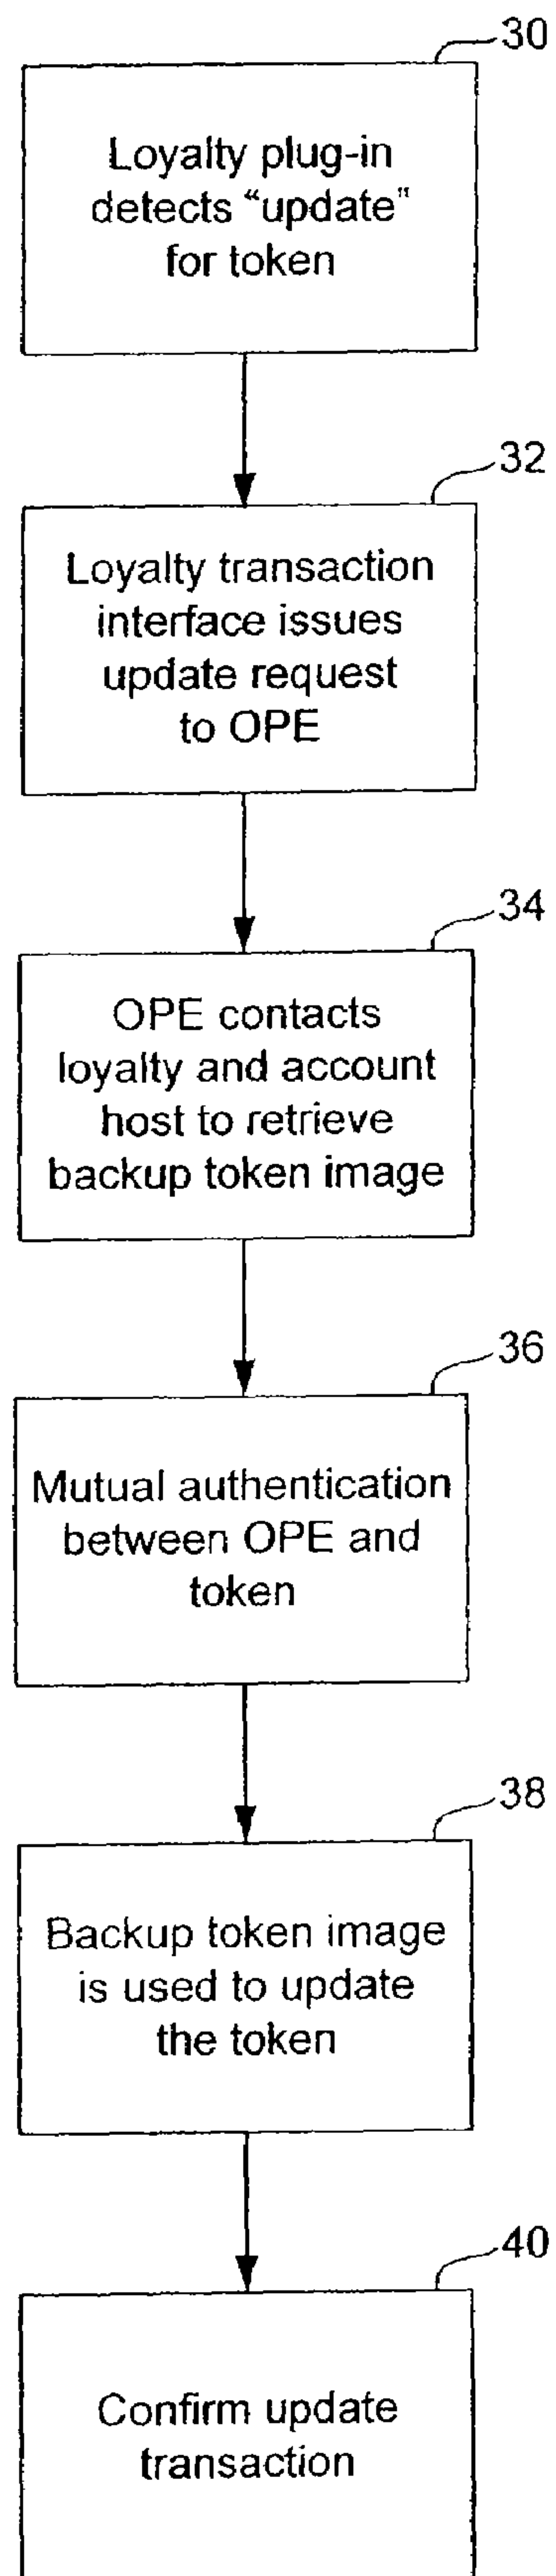 30
Loyalty plug-in
detects “update”
for token
32
Loyalty transaction
interface issues
update request
to OPE
34
OPE contacts
loyalty and account
host to retrieve
backup token image
36
Mutual authentication
between OPE and
token
38
Backup token image
is used to update
the token
40
Confirm update
transaction